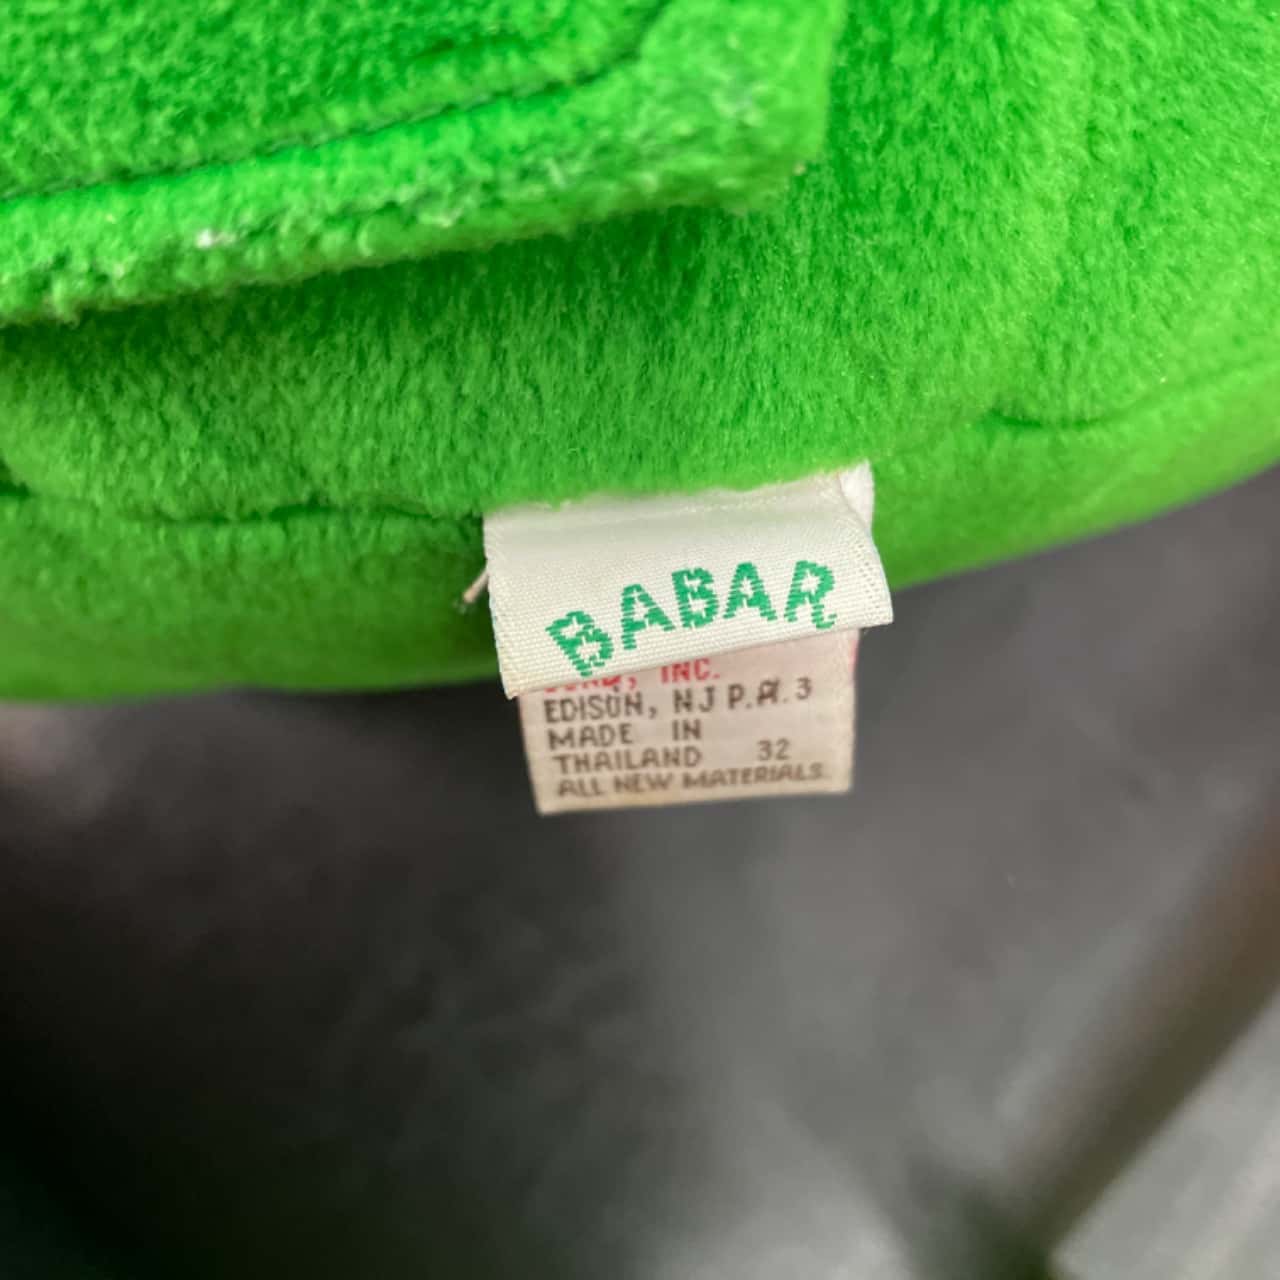 BABAR
INC.
EDISON, NJ P.A. 3
MADE IN
THAILAND 32
ALL NEW MATERIALS.